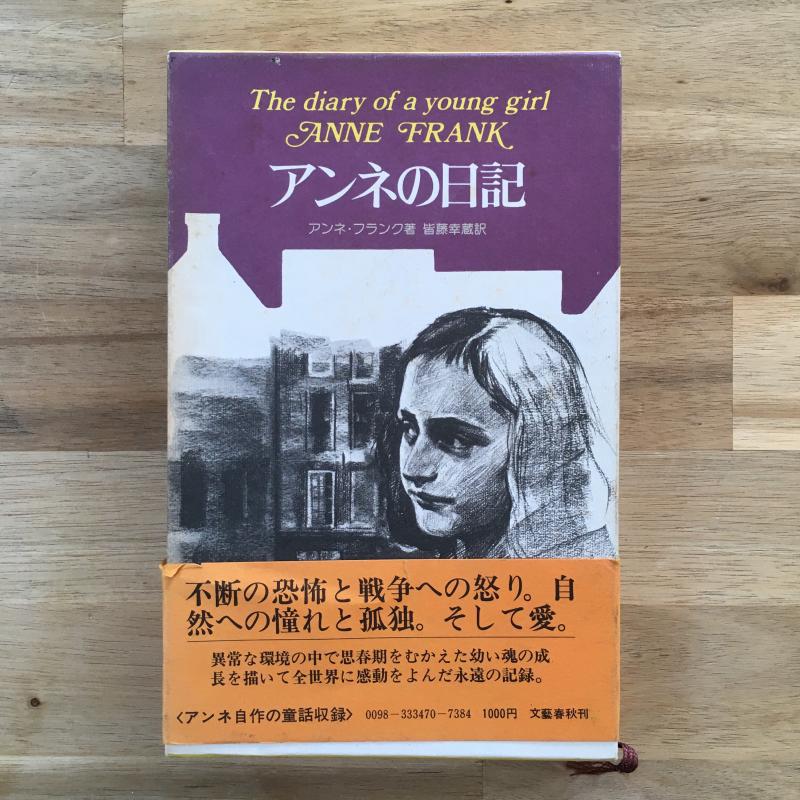 The diary of a young girl
ANNE FRANK
アンネの日記
アンネ・フランク著 皆藤幸蔵訳
不断の恐怖と戦争への怒り。自
然への憧れと孤独。そして愛。
異常な環境の中で思春期をむかえた幼い魂の成
長を描いて全世界に感動をよんだ永遠の記録。
〈アンネ自作の童話収録〉 0098-333470-7384 1000円 文藝春秋刊